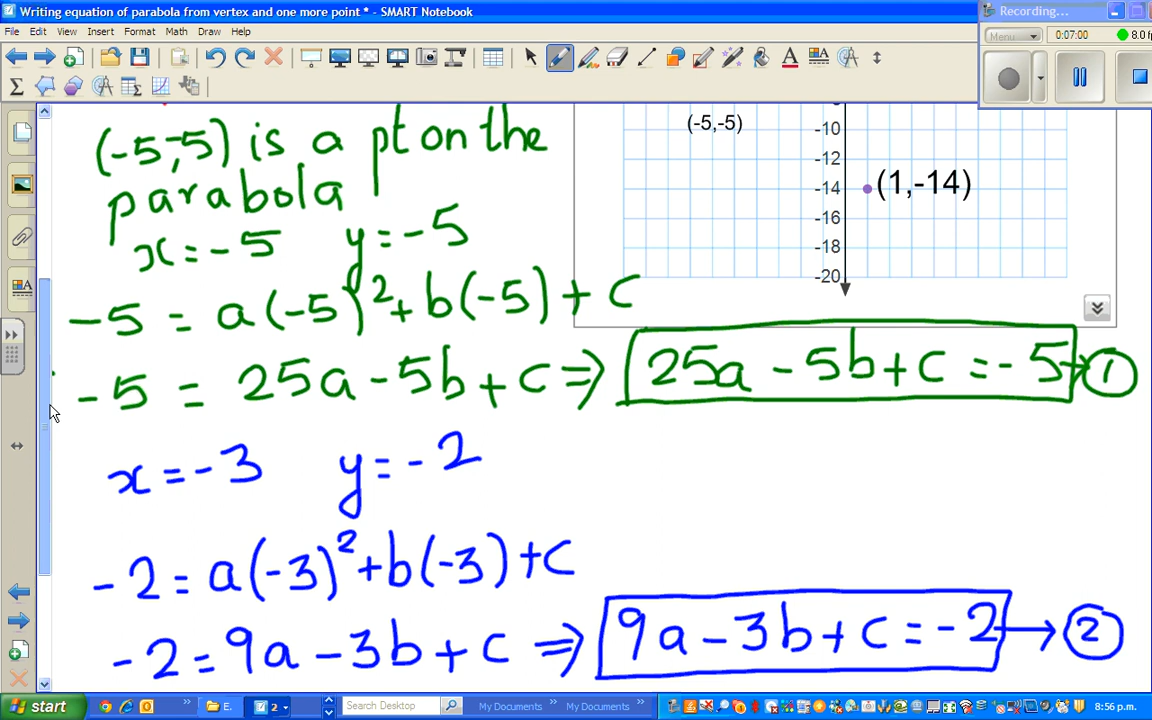 Writing equation of parabola from vertex and one more point * - SMART Notebook
Recording...
File Edit View Insert Format Math Draw Help
Menu
0:07:00
(-5,-5) is a pt on the
parabola
x = -5 y = -5
-5 = a(-5)² + b(-5) + c
-5 = 25a - 5b + c ⇒ 25a - 5b + c = -5 → ①
x = -3 y = -2
-2 = a(-3)² + b(-3) + c
-2 = 9a - 3b + c ⇒ 9a - 3b + c = -2 → ②
(-5,-5)
-10
-12
-14
(1,-14)
-16
-18
-20
start
E.
2
Search Desktop
My Documents
My Documents
8:56 p.m.